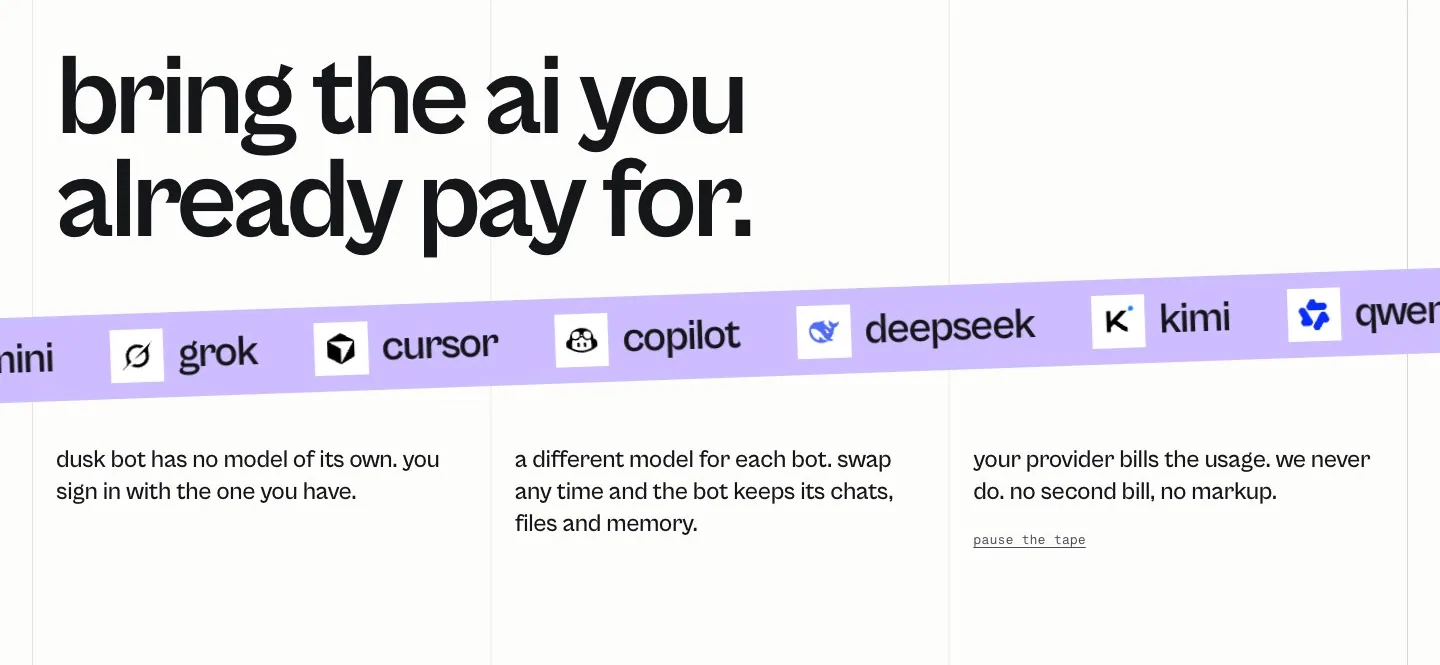 bring the ai you
already pay for.
mini grok cursor copilot deepseek kimi qwen
dusk bot has no model of its own. you
sign in with the one you have.
a different model for each bot. swap
any time and the bot keeps its chats,
files and memory.
your provider bills the usage. we never
do. no second bill, no markup.
pause the tape